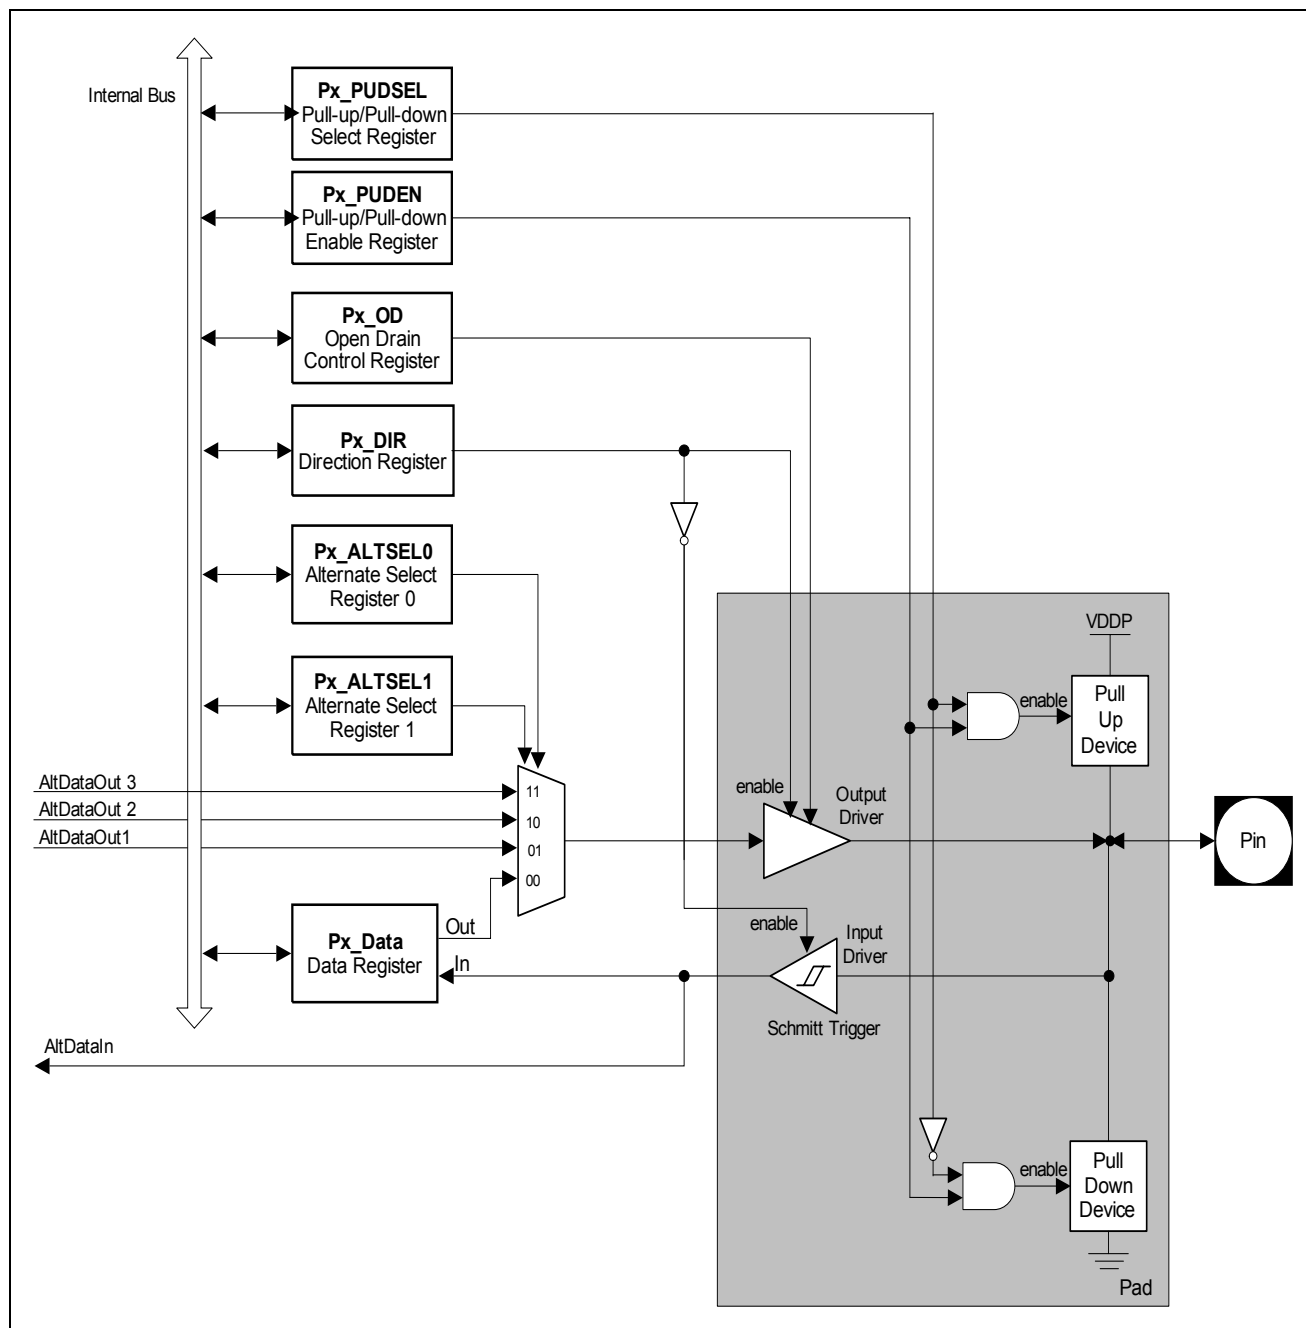 Internal Bus
Px_PUDSEL
Pull-up/Pull-down
Select Register
Px_PUDEN
Pull-up/Pull-down
Enable Register
Px_OD
Open Drain
Control Register
Px_DIR
Direction Register
Px_ALTSEL0
Alternate Select
Register 0
Px_ALTSEL1
Alternate Select
Register 1
AltDataOut 3
AltDataOut 2
AltDataOut1
11
10
01
00
Px_Data
Data Register
Out
In
AltDataIn
enable
Output
Driver
enable
Input
Driver
Schmitt Trigger
VDDP
enable
Pull
Up
Device
Pin
enable
Pull
Down
Device
Pad